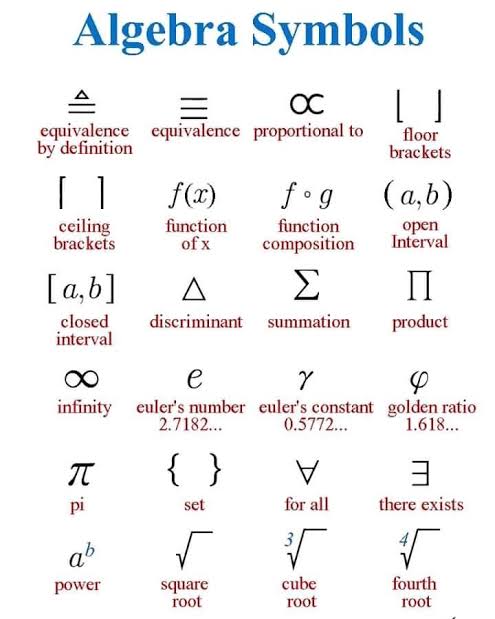 Algebra Symbols
≜ ≡ ∝ ⌊ ⌋
equivalence by definition equivalence proportional to floor brackets
⌈ ⌉ f(x) f∘g (a,b)
ceiling brackets function of x function composition open Interval
[a,b] △ Σ ∏
closed interval discriminant summation product
∞ e γ φ
infinity euler's number 2.7182... euler's constant 0.5772... golden ratio 1.618...
π { } ∀ ∃
pi set for all there exists
aᵇ √ ∛ ∜
power square root cube root fourth root